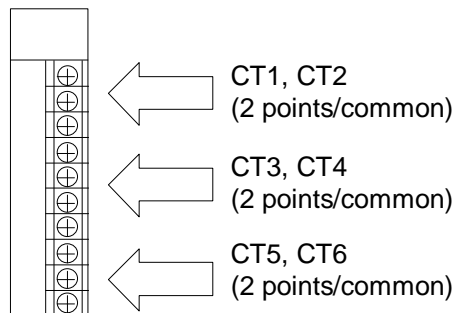 CT1, CT2
(2 points/common)
CT3, CT4
(2 points/common)
CT5, CT6
(2 points/common)